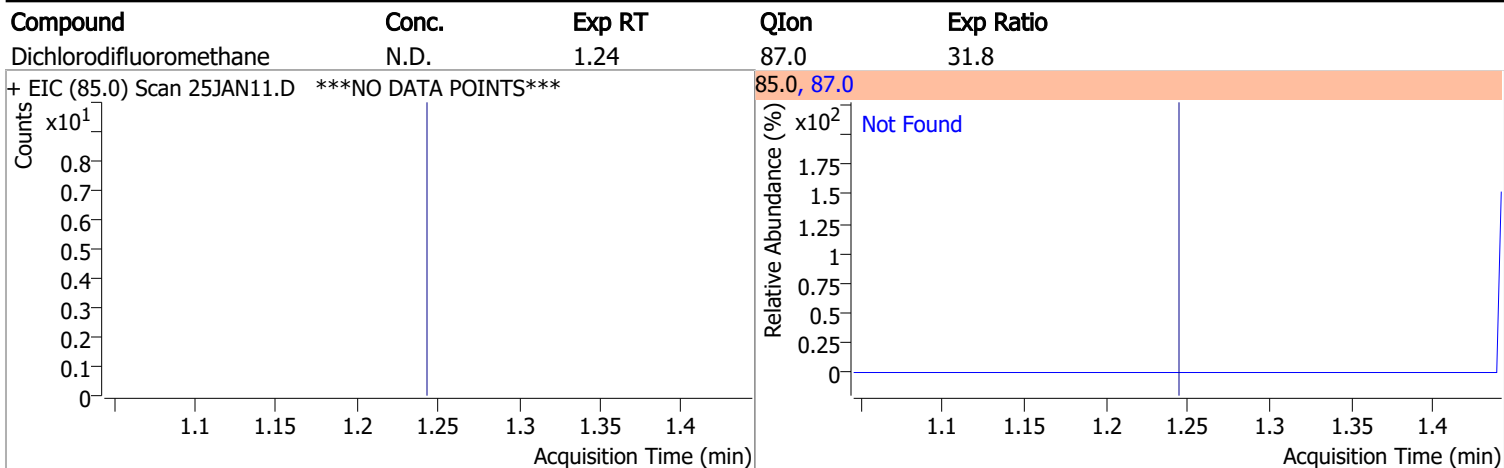 Compound Conc. Exp RT QIon Exp Ratio
Dichlorodifluoromethane N.D. 1.24 87.0 31.8
+ EIC (85.0) Scan 25JAN11.D ***NO DATA POINTS***
Counts
x10¹
0.8
0.7
0.6
0.5
0.4
0.3
0.2
0.1
0
1.1 1.15 1.2 1.25 1.3 1.35 1.4
Acquisition Time (min)
85.0, 87.0
Relative Abundance (%)
x10²
Not Found
1.75
1.5
1.25
1
0.75
0.5
0.25
0
1.1 1.15 1.2 1.25 1.3 1.35 1.4
Acquisition Time (min)